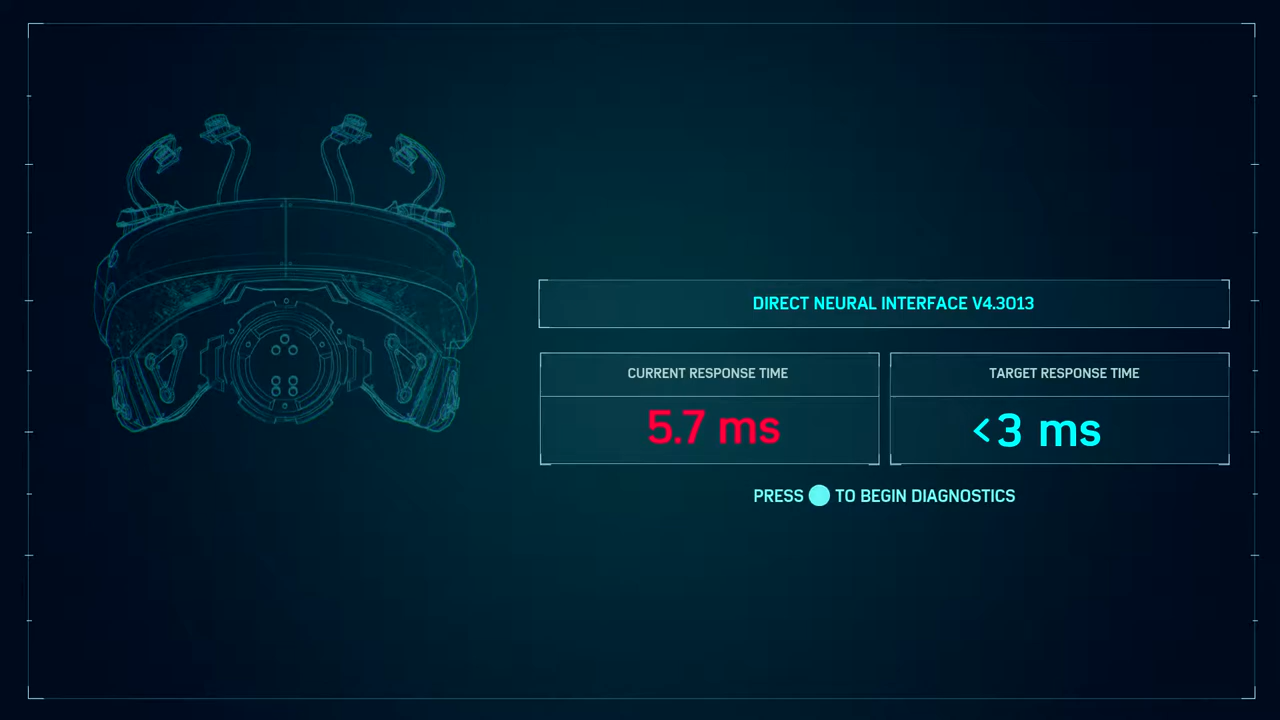 DIRECT NEURAL INTERFACE V4.3013
CURRENT RESPONSE TIME
5.7 ms
TARGET RESPONSE TIME
<3 ms
PRESS TO BEGIN DIAGNOSTICS